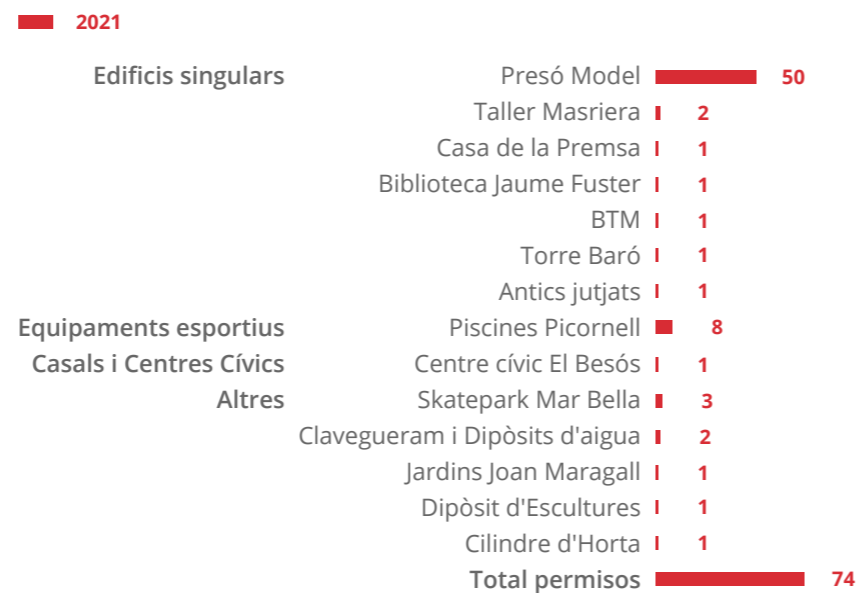 2021
Edificis singulars Presó Model 50
Taller Masriera 2
Casa de la Premsa 1
Biblioteca Jaume Fuster 1
BTM 1
Torre Baró 1
Antics jutjats 1
Equipaments esportius Piscines Picornell 8
Casals i Centres Cívics Centre cívic El Besós 1
Altres Skatepark Mar Bella 3
Clavegueram i Dipòsits d'aigua 2
Jardins Joan Maragall 1
Dipòsit d'Escultures 1
Cilindre d'Horta 1
Total permisos 74